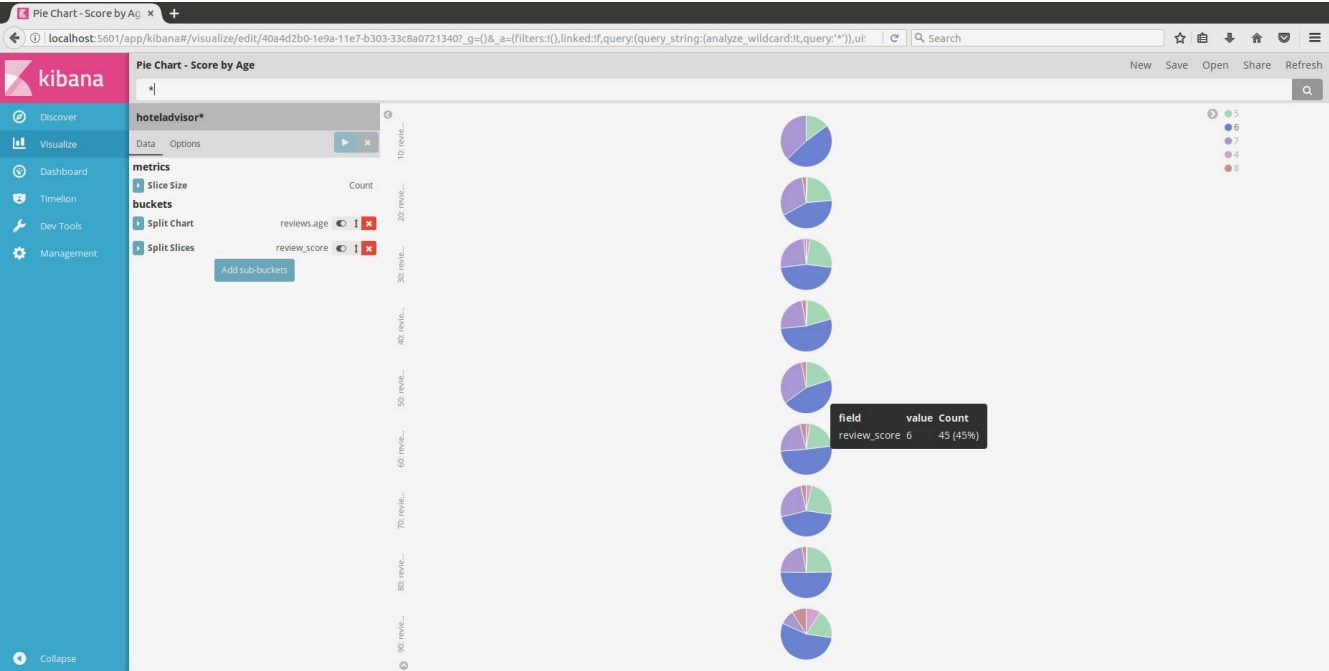 Pie Chart - Score by Ag
localhost:5601/app/kibana#/visualize/edit/40a4d2b0-1e9a-11e7-b303-33c8a0721340?_g=()&_a=(filters:!(),linked:!f,query:(query_string:(analyze_wildcard:!t,query:'*')),ui:
Search
kibana
Pie Chart - Score by Age
New Save Open Share Refresh
*
Discover
Visualize
Dashboard
Timelion
Dev Tools
Management
Collapse
hoteladvisor*
Data Options
metrics
Slice Size Count
buckets
Split Chart reviews.age
Split Slices review_score
Add sub-buckets
10: revie...
20: revie...
30: revie...
40: revie...
50: revie...
60: revie...
70: revie...
80: revie...
90: revie...
field value Count
review_score 6 45 (45%)
5
6
7
4
8